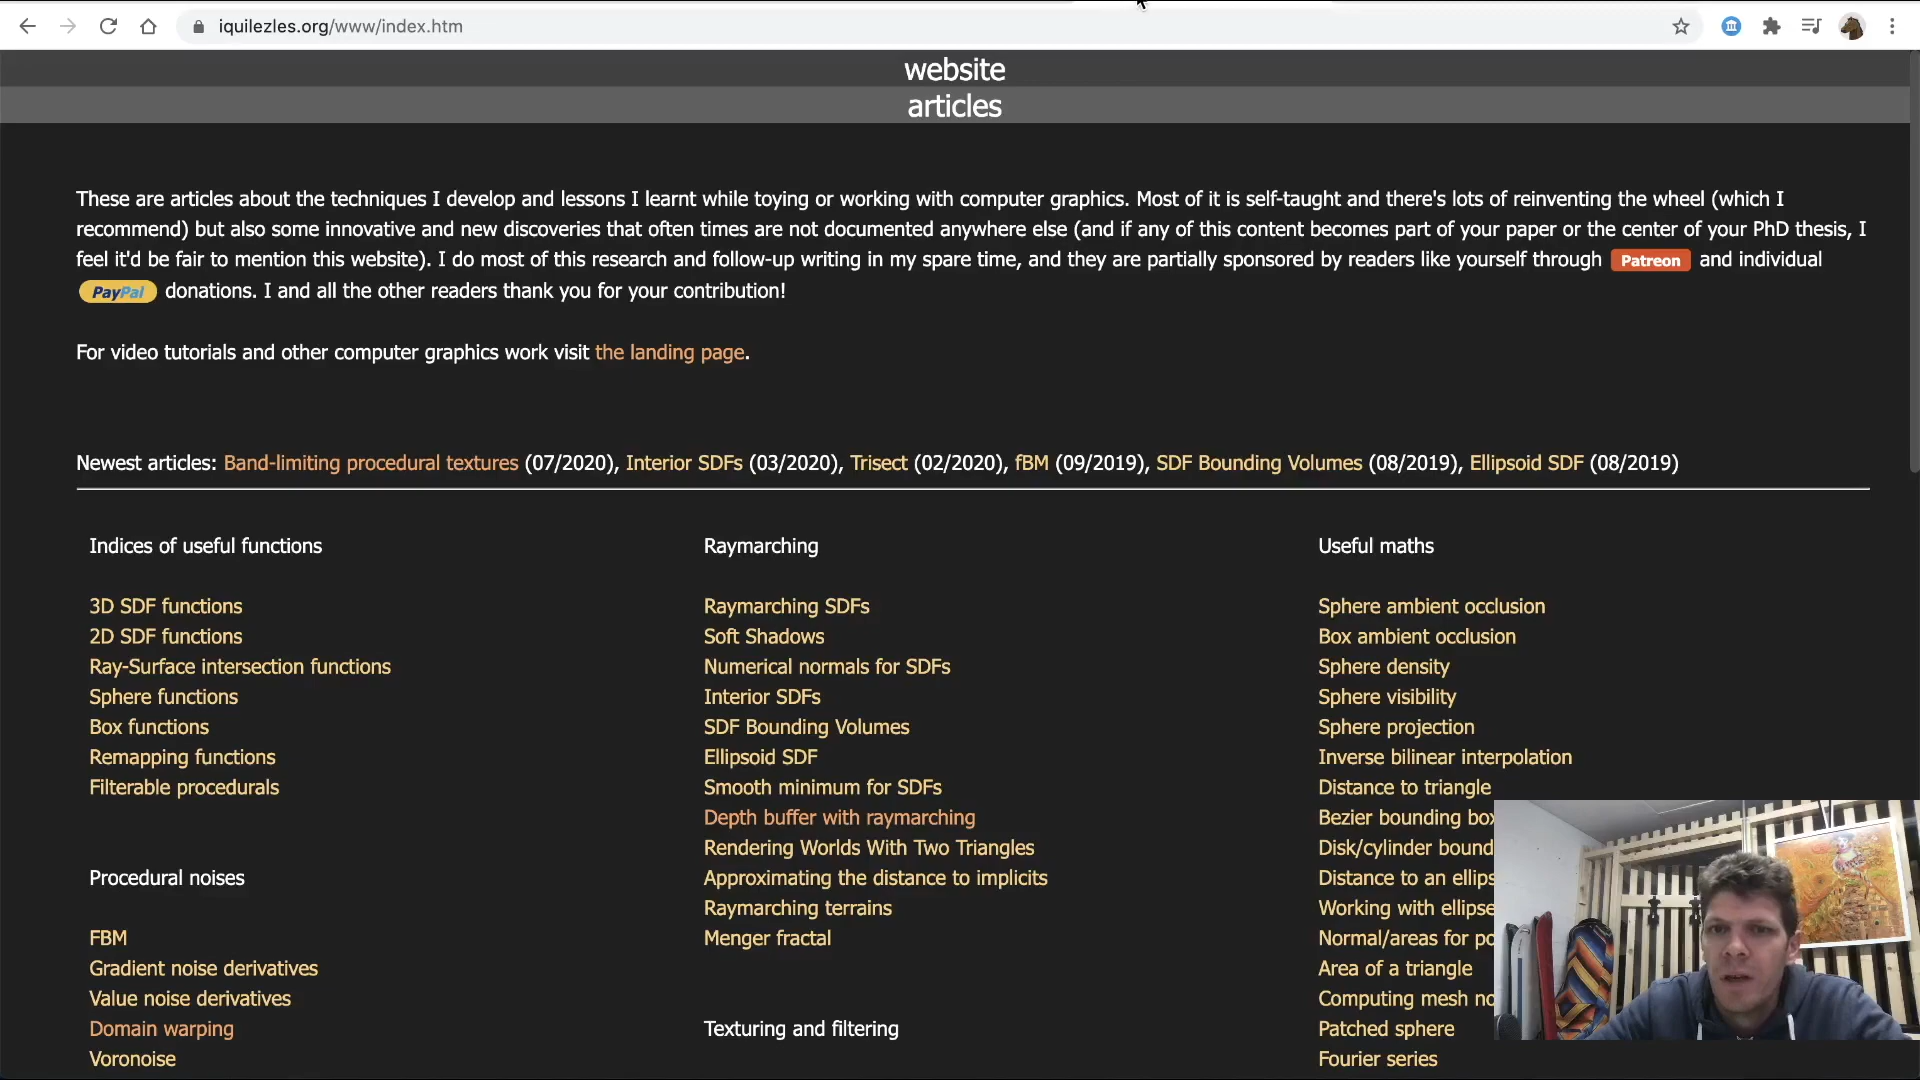 iquilezles.org/www/index.htm
website
articles
These are articles about the techniques I develop and lessons I learnt while toying or working with computer graphics. Most of it is self-taught and there's lots of reinventing the wheel (which I
recommend) but also some innovative and new discoveries that often times are not documented anywhere else (and if any of this content becomes part of your paper or the center of your PhD thesis, I
feel it'd be fair to mention this website). I do most of this research and follow-up writing in my spare time, and they are partially sponsored by readers like yourself through Patreon and individual
PayPal donations. I and all the other readers thank you for your contribution!
For video tutorials and other computer graphics work visit the landing page.
Newest articles: Band-limiting procedural textures (07/2020), Interior SDFs (03/2020), Trisect (02/2020), fBM (09/2019), SDF Bounding Volumes (08/2019), Ellipsoid SDF (08/2019)
Indices of useful functions
3D SDF functions
2D SDF functions
Ray-Surface intersection functions
Sphere functions
Box functions
Remapping functions
Filterable procedurals
Procedural noises
FBM
Gradient noise derivatives
Value noise derivatives
Domain warping
Voronoise
Raymarching
Raymarching SDFs
Soft Shadows
Numerical normals for SDFs
Interior SDFs
SDF Bounding Volumes
Ellipsoid SDF
Smooth minimum for SDFs
Depth buffer with raymarching
Rendering Worlds With Two Triangles
Approximating the distance to implicits
Raymarching terrains
Menger fractal
Texturing and filtering
Useful maths
Sphere ambient occlusion
Box ambient occlusion
Sphere density
Sphere visibility
Sphere projection
Inverse bilinear interpolation
Distance to triangle
Bezier bounding box
Disk/cylinder bound
Distance to an ellips
Working with ellipse
Normal/areas for po
Area of a triangle
Computing mesh no
Patched sphere
Fourier series